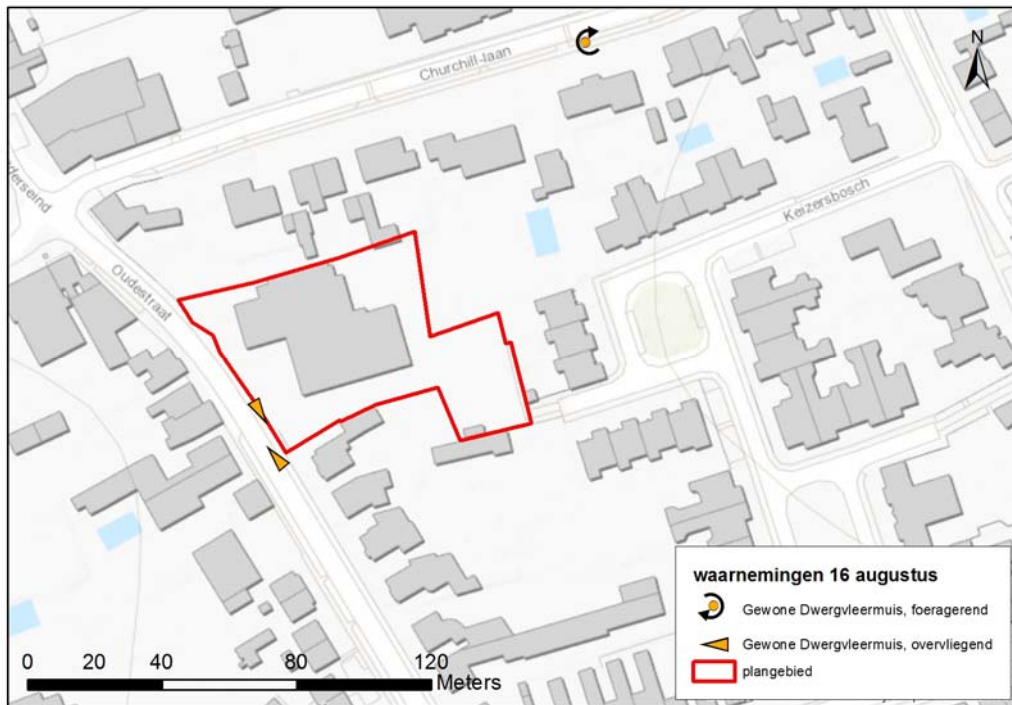 N
Churchill-laan
derseind
Keizersbosch
Oudestraat
waarnemingen 16 augustus
Gewone Dwergvleermuis, foeragerend
Gewone Dwergvleermuis, overvliegend
plangebied
0 20 40 80 120
Meters